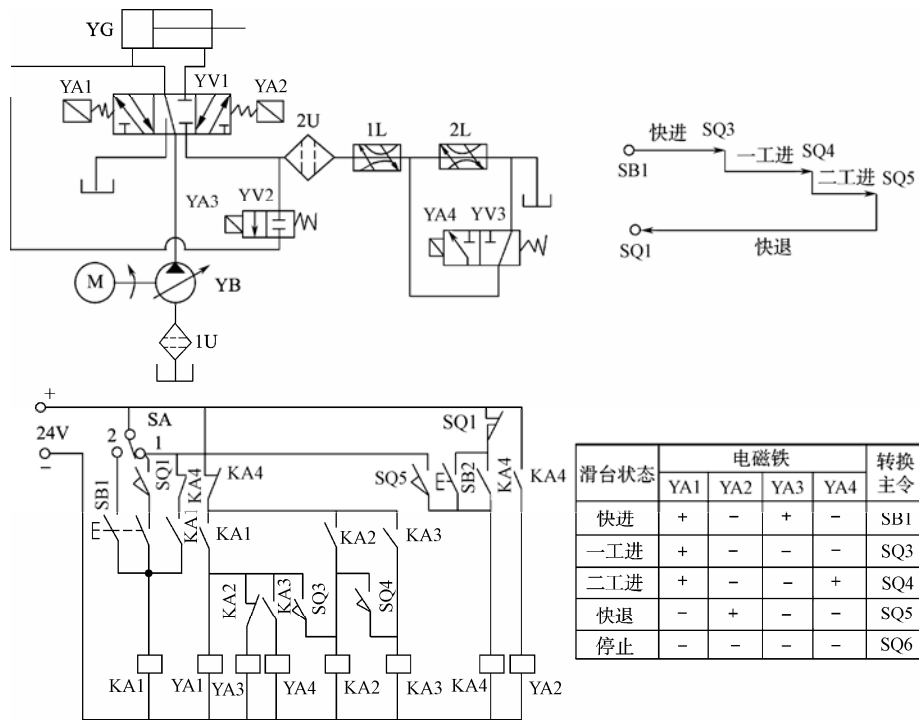 YG
YA1
YV1
YA2
2U
1L
2L
YA3
YV2
YA4
YV3
M
YB
1U
快进
SQ3
SB1
一工进
SQ4
二工进
SQ5
SQ1
快退
+
24V
−
SA
2
1
SB1
SQ1
KA4
KA4
KA1
KA1
KA2
KA3
SQ3
KA2
SQ4
KA3
SQ1
SQ5
SB2
KA4
KA4
KA1
YA1
YA3
YA4
KA2
KA3
KA4
YA2
滑台状态 电磁铁 转换主令
YA1 YA2 YA3 YA4
快进 + − + − SB1
一工进 + − − − SQ3
二工进 + − − + SQ4
快退 − + − − SQ5
停止 − − − − SQ6